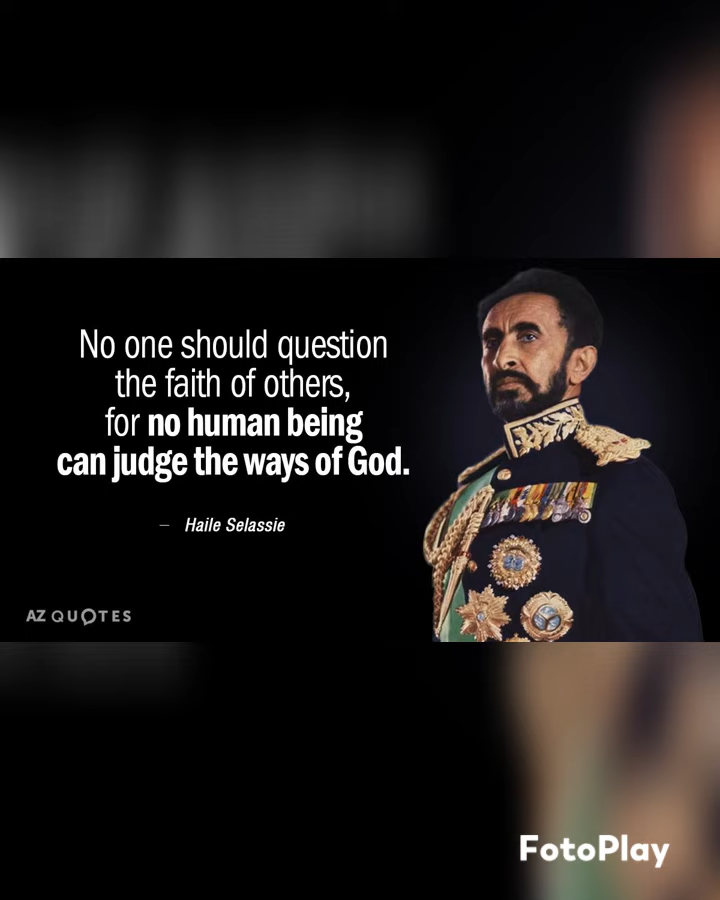 No one should question
the faith of others,
for no human being
can judge the ways of God.
– Haile Selassie
AZ QUOTES
FotoPlay